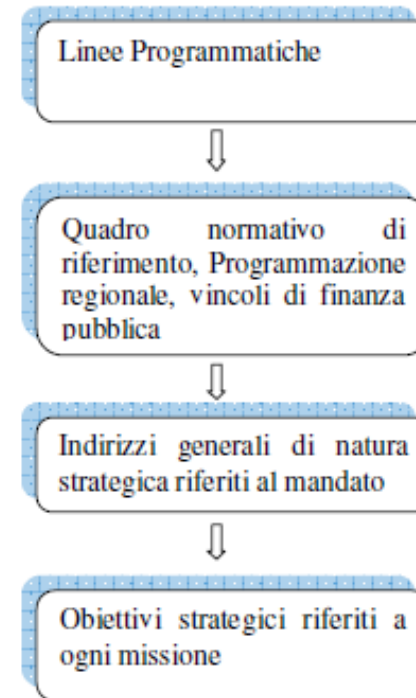 Linee Programmatiche
Quadro normativo di
riferimento, Programmazione
regionale, vincoli di finanza
pubblica
Indirizzi generali di natura
strategica riferiti al mandato
Obiettivi strategici riferiti a
ogni missione